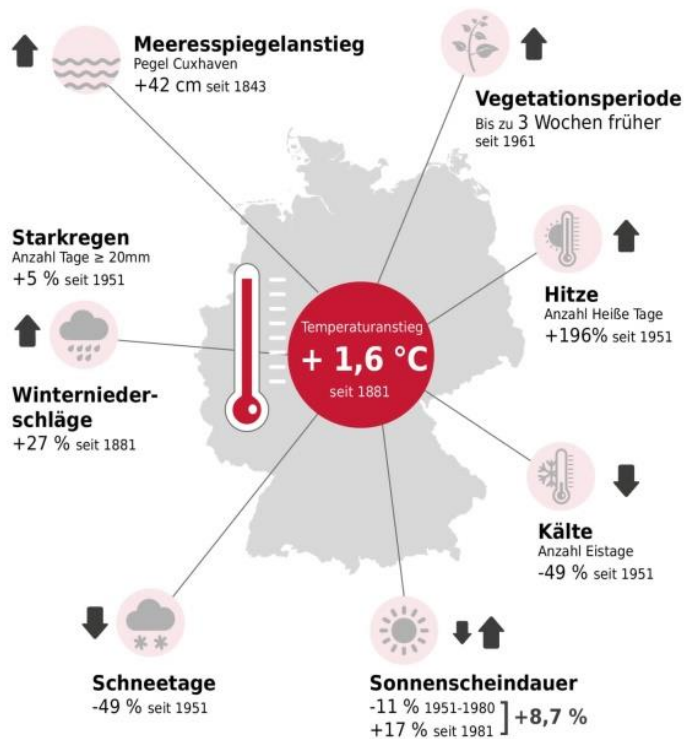 Meeresspiegelanstieg
Pegel Cuxhaven
+42 cm seit 1843
Vegetationsperiode
Bis zu 3 Wochen früher
seit 1961
Starkregen
Anzahl Tage ≥ 20mm
+5 % seit 1951
Hitze
Anzahl Heiße Tage
+196% seit 1951
Temperaturanstieg
+ 1,6 °C
seit 1881
Winternieder-
schläge
+27 % seit 1881
Kälte
Anzahl Eistage
-49 % seit 1951
Schneetage
-49 % seit 1951
Sonnenscheindauer
-11 % 1951-1980
+17 % seit 1981
+8,7 %